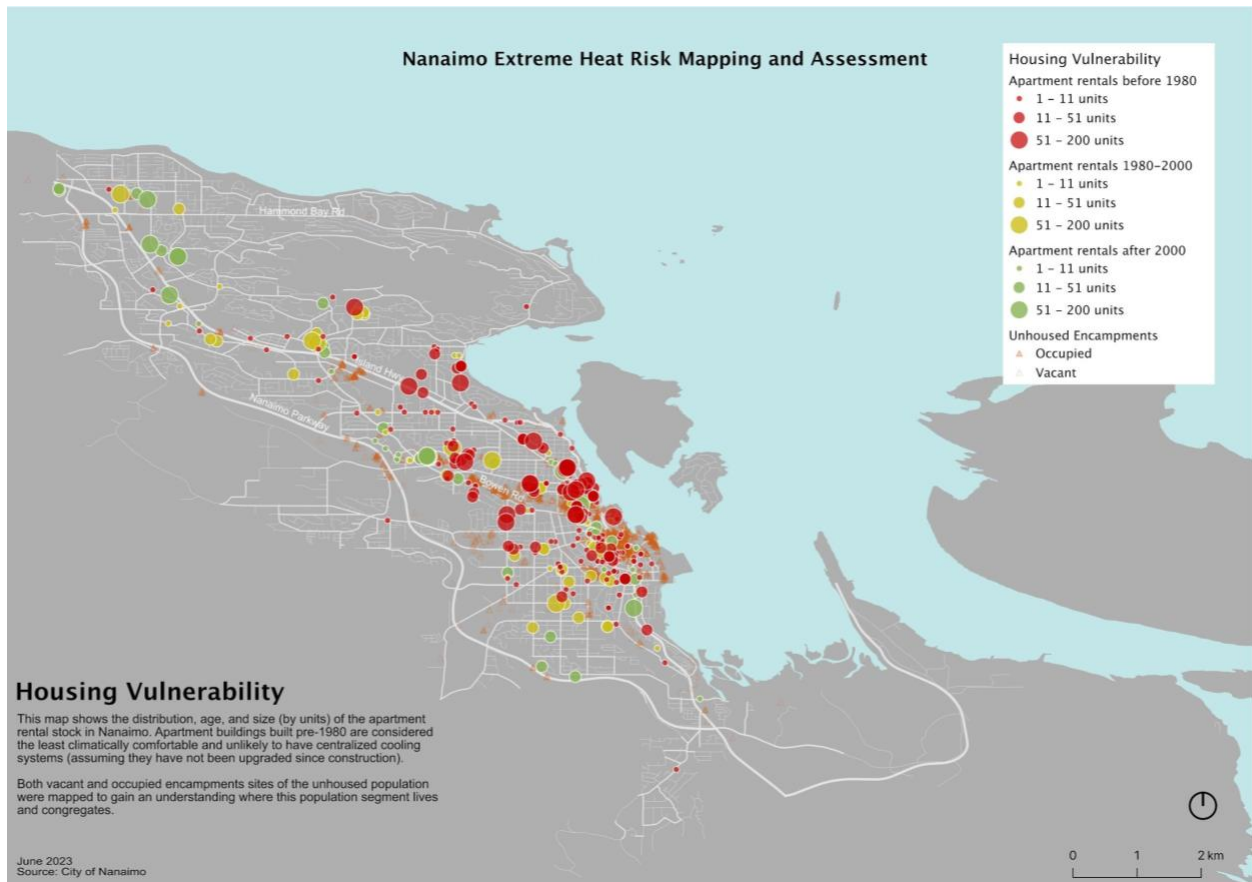 Nanaimo Extreme Heat Risk Mapping and Assessment
Housing Vulnerability
Apartment rentals before 1980
1 – 11 units
11 – 51 units
51 – 200 units
Apartment rentals 1980–2000
1 – 11 units
11 – 51 units
51 – 200 units
Apartment rentals after 2000
1 – 11 units
11 – 51 units
51 – 200 units
Unhoused Encampments
Occupied
Vacant
Hammond Bay Rd
Nanaimo Parkway
Housing Vulnerability
This map shows the distribution, age, and size (by units) of the apartment
rental stock in Nanaimo. Apartment buildings built pre-1980 are considered
the least climatically comfortable and unlikely to have centralized cooling
systems (assuming they have not been upgraded since construction).
Both vacant and occupied encampments sites of the unhoused population
were mapped to gain an understanding where this population segment lives
and congregates.
June 2023
Source: City of Nanaimo
0 1 2 km